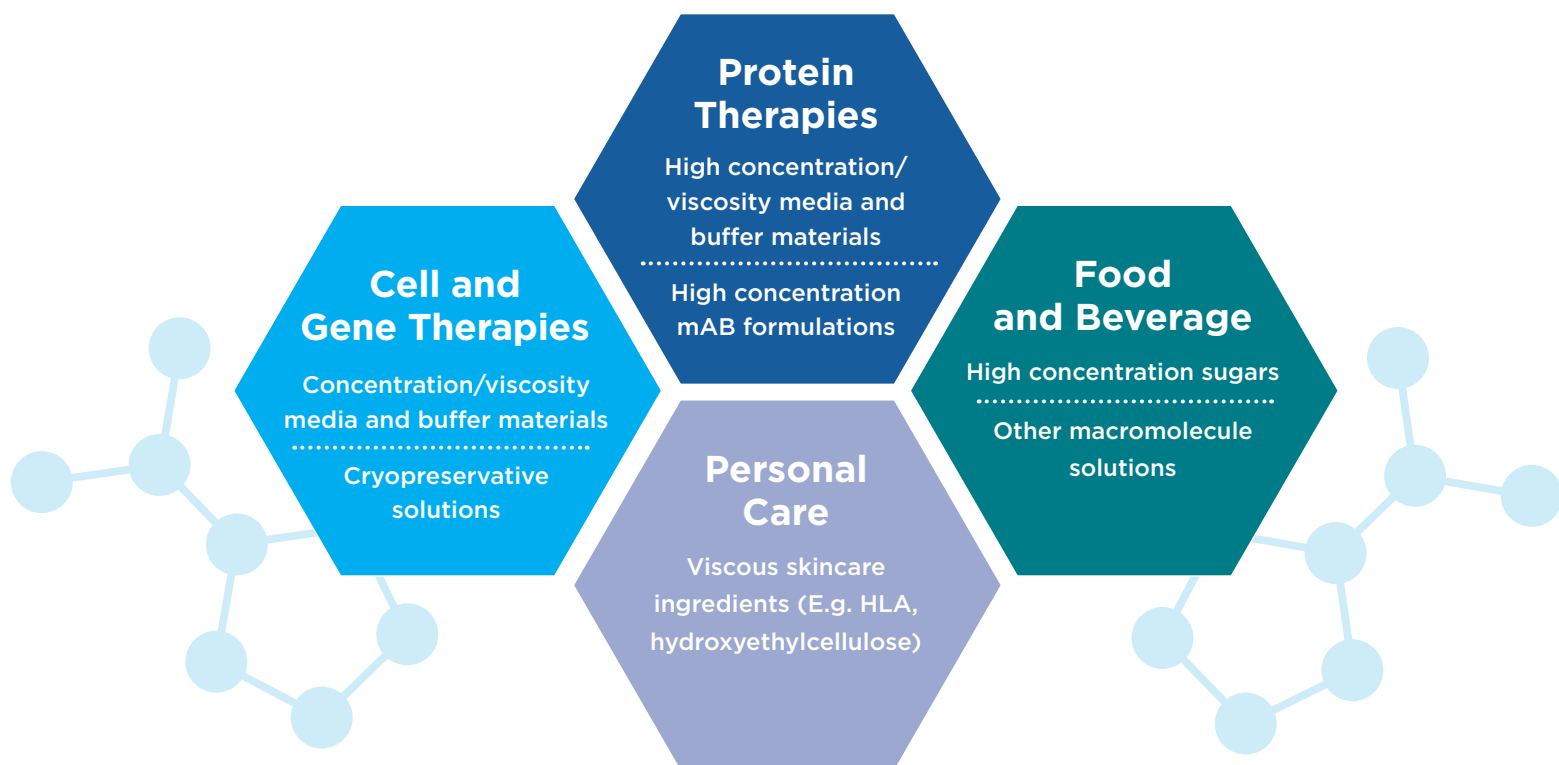 Protein
Therapies
High concentration/
viscosity media and
buffer materials
High concentration
mAB formulations
Cell and
Gene Therapies
Concentration/viscosity
media and buffer materials
Cryopreservative
solutions
Food
and Beverage
High concentration sugars
Other macromolecule
solutions
Personal
Care
Viscous skincare
ingredients (E.g. HLA,
hydroxyethylcellulose)